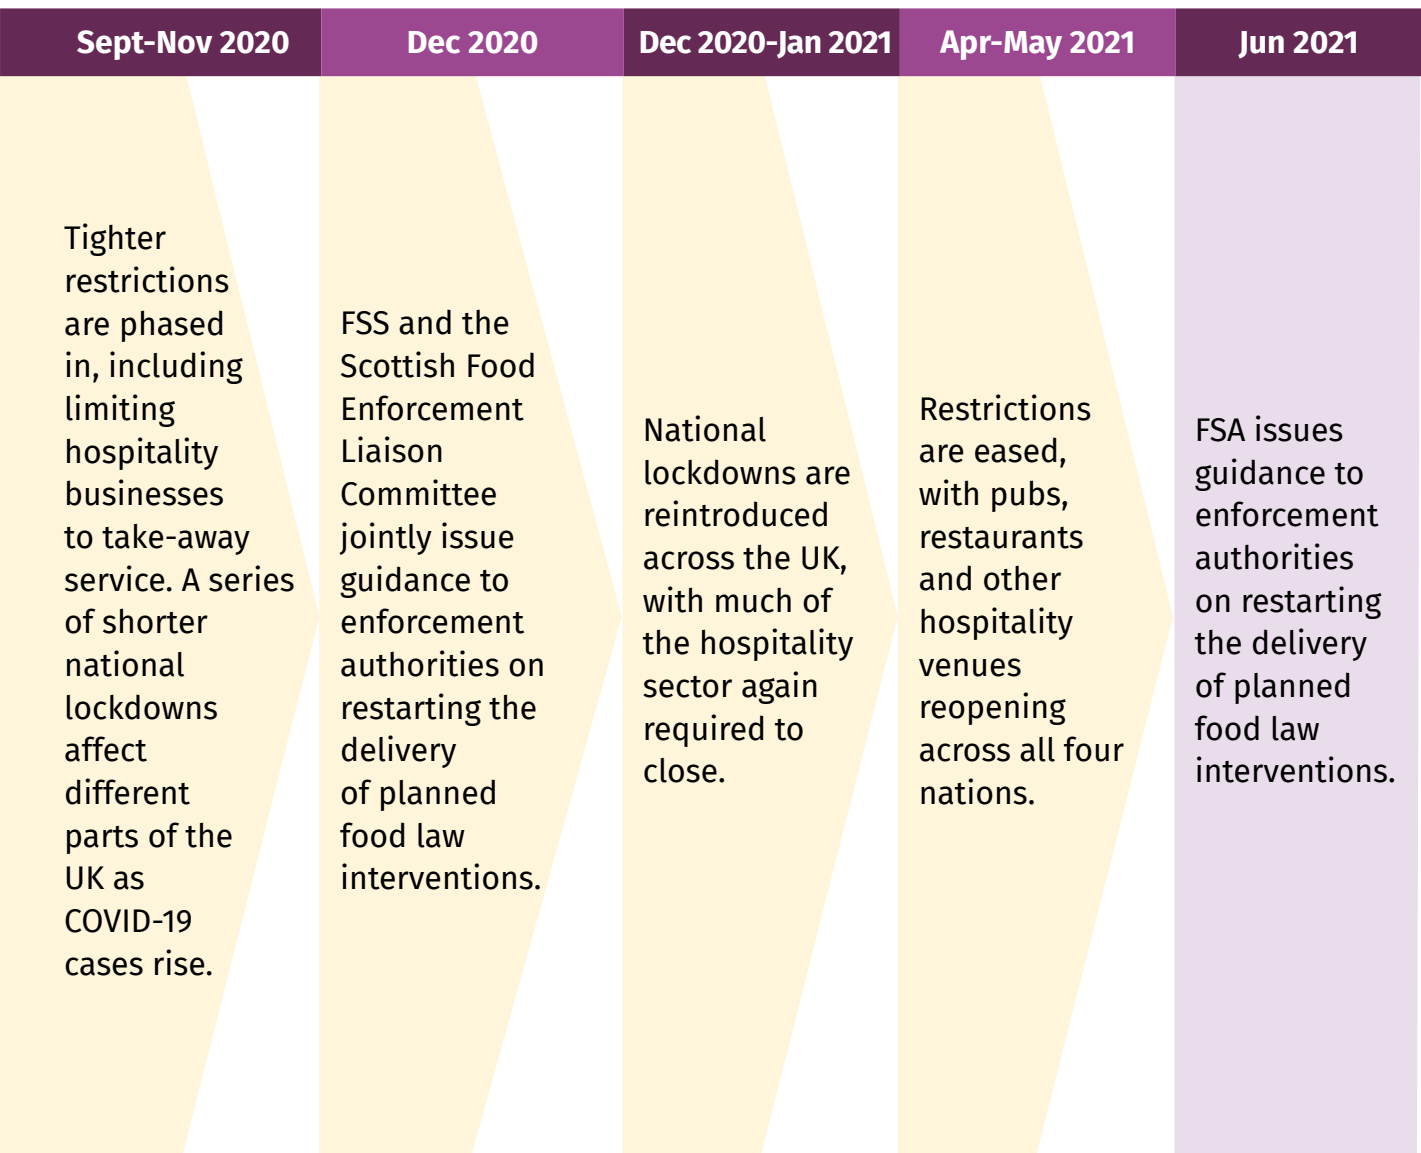 Sept-Nov 2020
Dec 2020
Dec 2020-Jan 2021
Apr-May 2021
Jun 2021
Tighter
restrictions
are phased
in, including
limiting
hospitality
businesses
to take-away
service. A series
of shorter
national
lockdowns
affect
different
parts of the
UK as
COVID-19
cases rise.
FSS and the
Scottish Food
Enforcement
Liaison
Committee
jointly issue
guidance to
enforcement
authorities on
restarting the
delivery
of planned
food law
interventions.
National
lockdowns are
reintroduced
across the UK,
with much of
the hospitality
sector again
required to
close.
Restrictions
are eased,
with pubs,
restaurants
and other
hospitality
venues
reopening
across all four
nations.
FSA issues
guidance to
enforcement
authorities
on restarting
the delivery
of planned
food law
interventions.